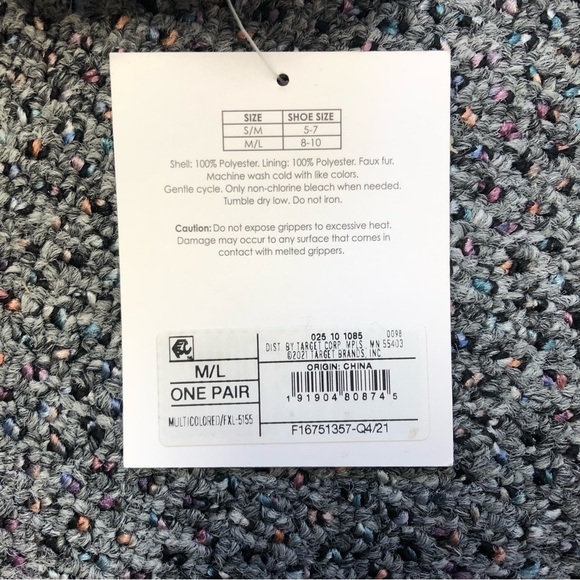 SIZE SHOE SIZE
S/M 5-7
M/L 8-10
Shell: 100% Polyester. Lining: 100% Polyester. Faux fur.
Machine wash cold with like colors.
Gentle cycle. Only non-chlorine bleach when needed.
Tumble dry low. Do not iron.
Caution: Do not expose grippers to excessive heat.
Damage may occur to any surface that comes in
contact with melted grippers.
M/L
ONE PAIR
MULTICOLORED/FXL-5155
025 10 1085 0098
DIST. BY TARGET CORP. MPLS, MN 55403
©2021 TARGET BRANDS, INC
ORIGIN: CHINA
1 91904 80874 5
F16751357-Q4/21